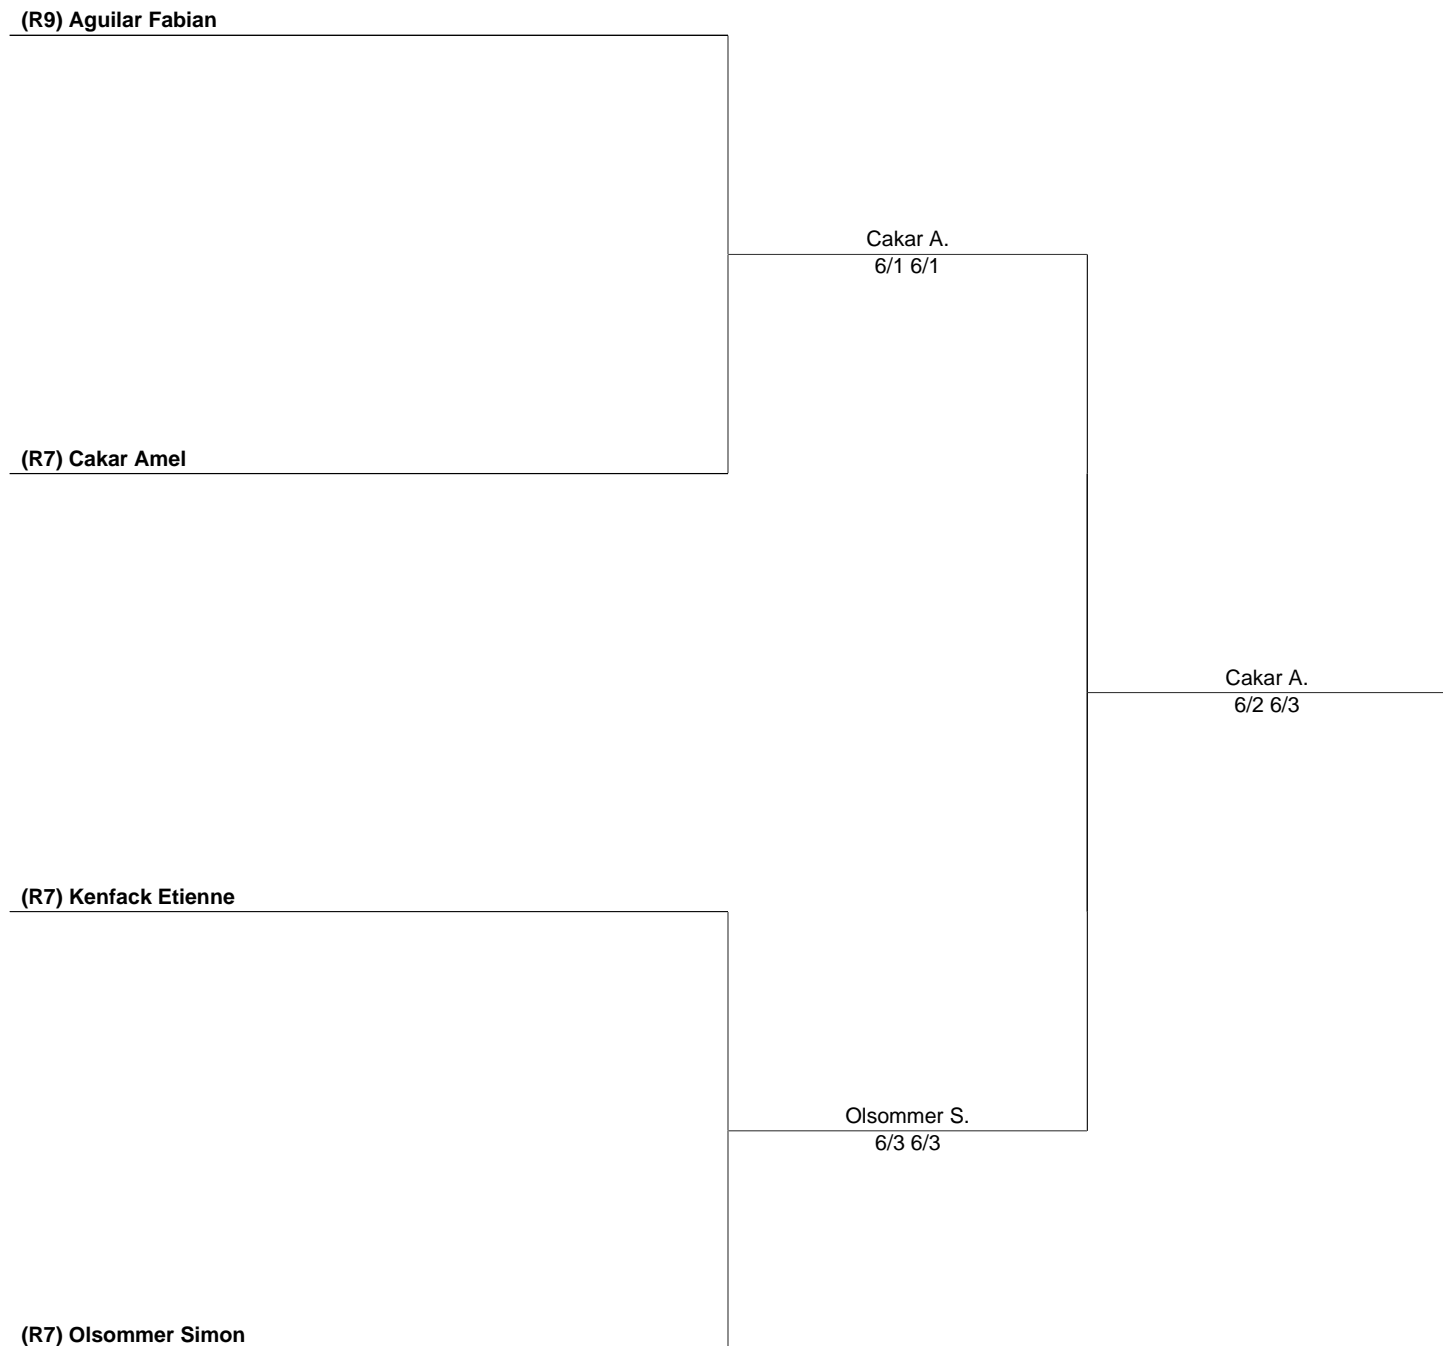 (R9) Aguilar Fabian
Cakar A.
6/1 6/1
(R7) Cakar Amel
Cakar A.
6/2 6/3
(R7) Kenfack Etienne
Olsommer S.
6/3 6/3
(R7) Olsommer Simon